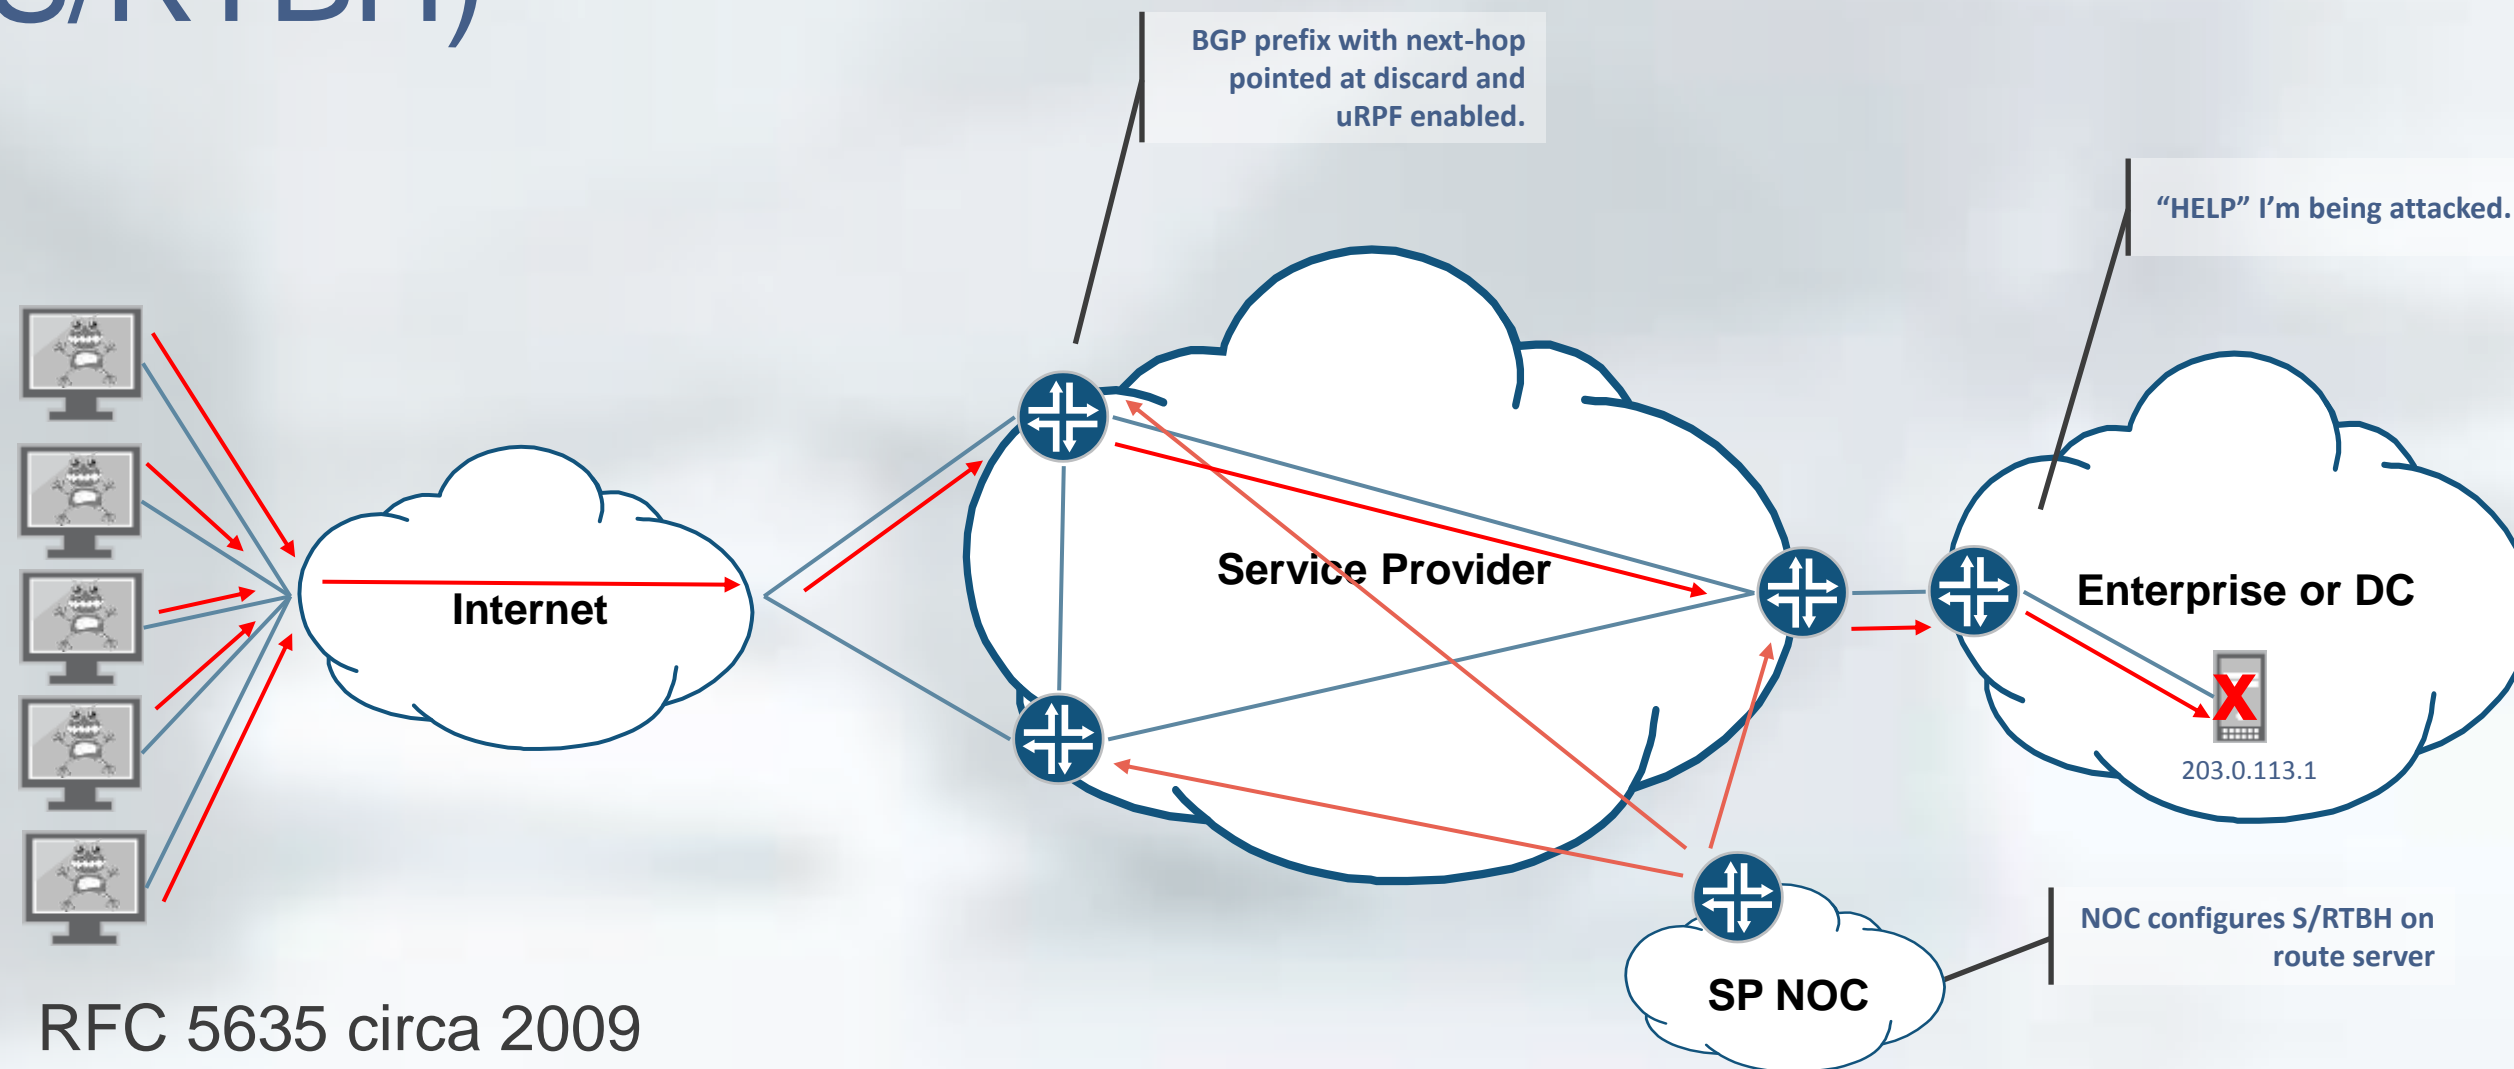 S/RTBH)
BGP prefix with next-hop
pointed at discard and
uRPF enabled.
“HELP” I’m being attacked.
Service Provider
Internet
Enterprise or DC
X
203.0.113.1
NOC configures S/RTBH on
route server
SP NOC
RFC 5635 circa 2009